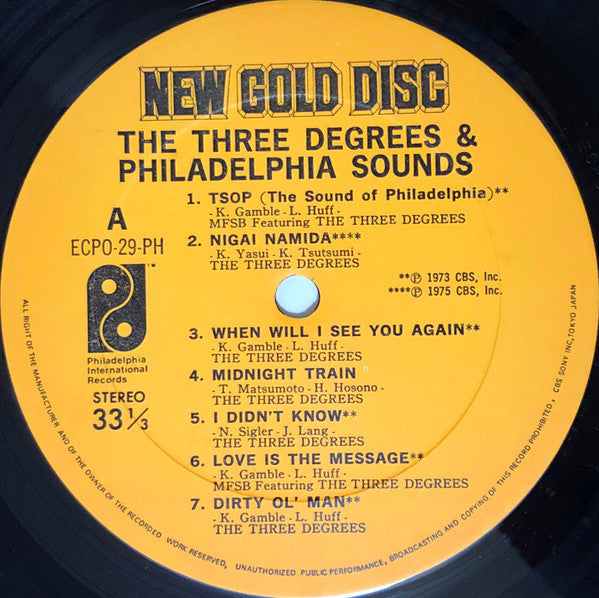 NEW GOLD DISC
THE THREE DEGREES &
PHILADELPHIA SOUNDS
A
ECPO-29-PH
TM
Philadelphia
International
Records
STEREO
33 1/3
1. TSOP (The Sound of Philadelphia)**
- K. Gamble - L. Huff -
MFSB Featuring THE THREE DEGREES
2. NIGAI NAMIDA****
- K. Yasui - K. Tsutsumi -
THE THREE DEGREES
**℗ 1973 CBS, Inc.
****℗ 1975 CBS, Inc.
3. WHEN WILL I SEE YOU AGAIN**
- K. Gamble - L. Huff -
THE THREE DEGREES
4. MIDNIGHT TRAIN
- T. Matsumoto - H. Hosono -
THE THREE DEGREES
5. I DIDN'T KNOW**
- N. Sigler - J. Lang -
THE THREE DEGREES
6. LOVE IS THE MESSAGE**
- K. Gamble - L. Huff -
MFSB Featuring THE THREE DEGREES
7. DIRTY OL' MAN**
- K. Gamble - L. Huff -
THE THREE DEGREES
ALL RIGHT OF THE MANUFACTURER AND OF THE OWNER OF THE RECORDED WORK RESERVED, UNAUTHORIZED PUBLIC PERFORMANCE, BROADCASTING AND COPYING OF THIS RECORD PROHIBITED, CBS SONY INC, TOKYO JAPAN